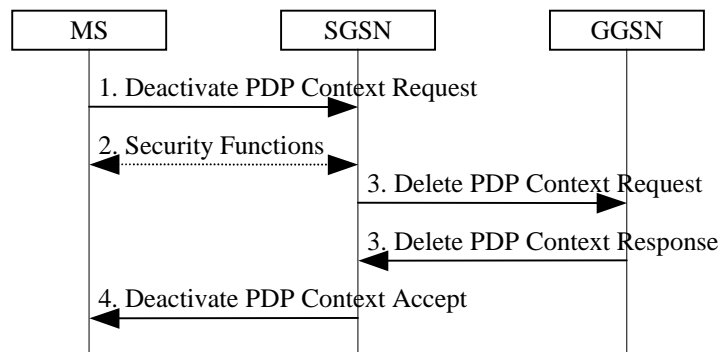 MS
SGSN
GGSN
1. Deactivate PDP Context Request
2. Security Functions
3. Delete PDP Context Request
3. Delete PDP Context Response
4. Deactivate PDP Context Accept